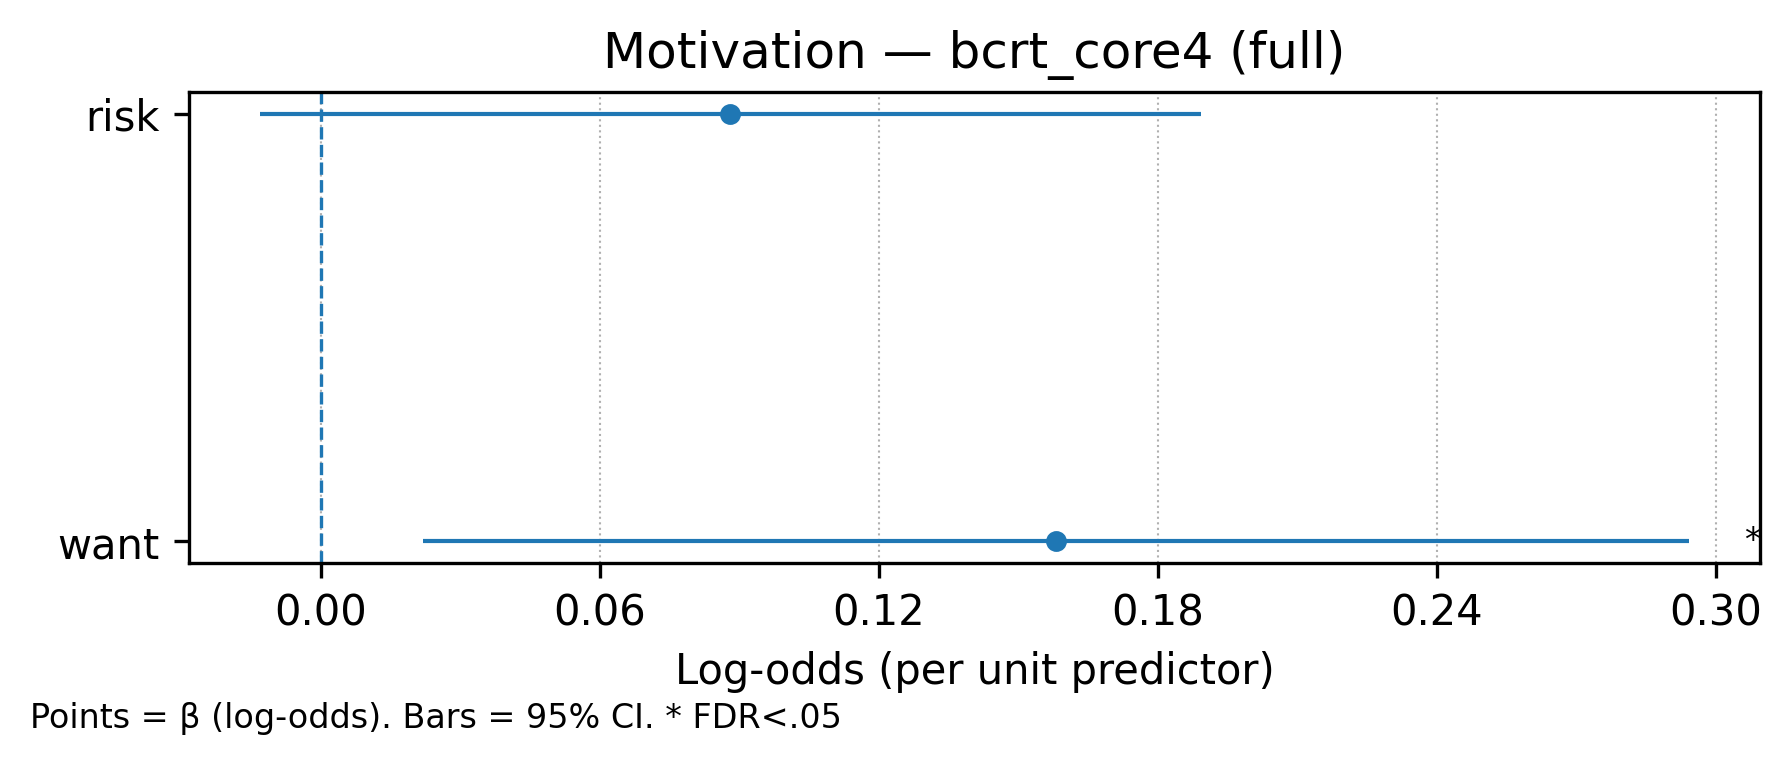 Motivation — bcrt_core4 (full)
risk
want
*
0.00 0.06 0.12 0.18 0.24 0.30
Log-odds (per unit predictor)
Points = β (log-odds). Bars = 95% CI. * FDR<.05